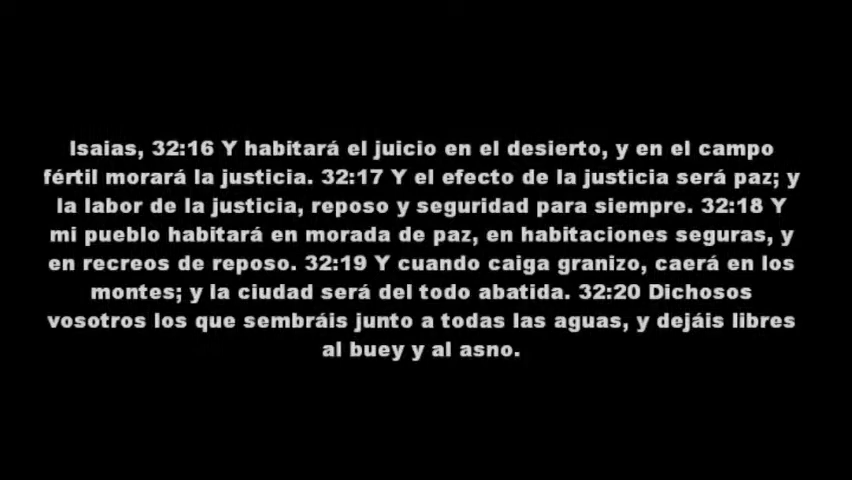 Isaias, 32:16 Y habitará el juicio en el desierto, y en el campo
fértil morará la justicia. 32:17 Y el efecto de la justicia será paz; y
la labor de la justicia, reposo y seguridad para siempre. 32:18 Y
mi pueblo habitará en morada de paz, en habitaciones seguras, y
en recreos de reposo. 32:19 Y cuando caiga granizo, caerá en los
montes; y la ciudad será del todo abatida. 32:20 Dichosos
vosotros los que sembráis junto a todas las aguas, y dejáis libres
al buey y al asno.